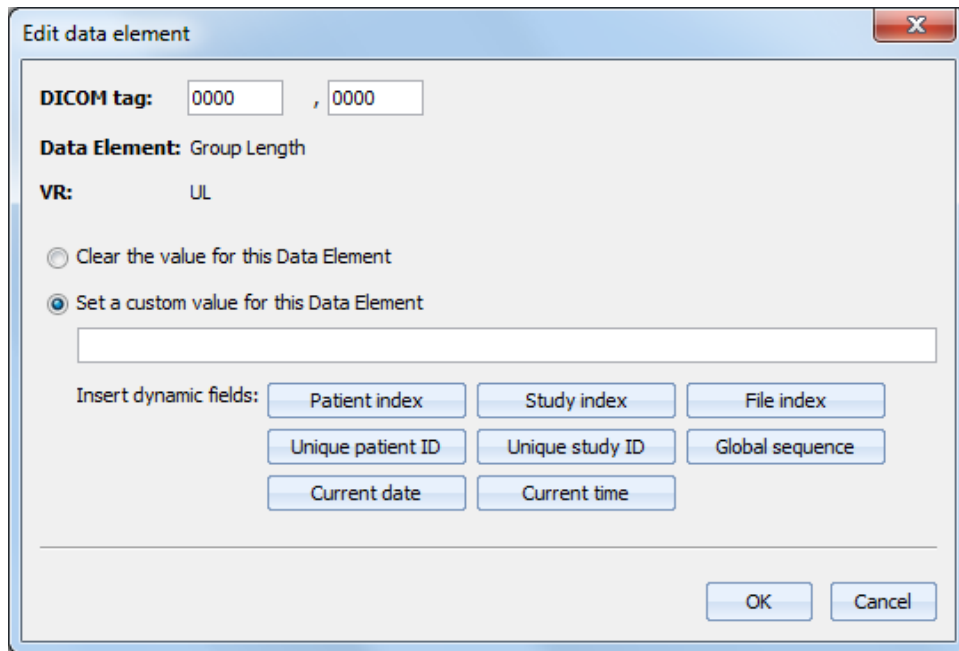 Edit data element
DICOM tag: 0000 , 0000
Data Element: Group Length
VR: UL
Clear the value for this Data Element
Set a custom value for this Data Element
Insert dynamic fields: Patient index Study index File index
Unique patient ID Unique study ID Global sequence
Current date Current time
OK Cancel